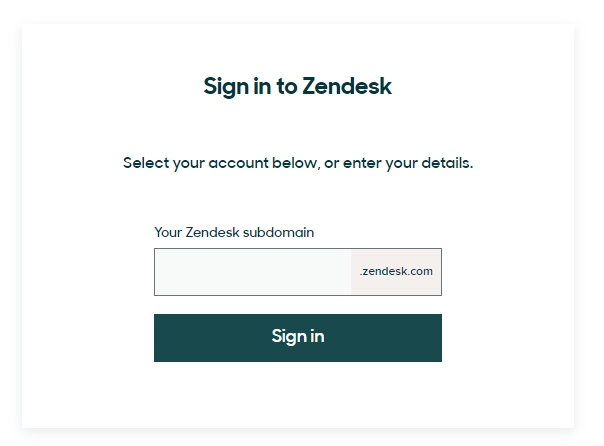 Sign in to Zendesk
Select your account below, or enter your details.
Your Zendesk subdomain
.zendesk.com
Sign in